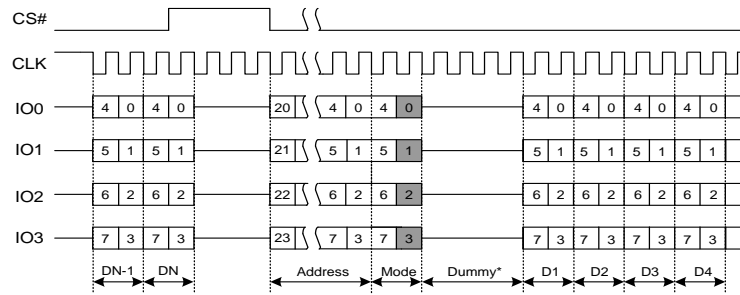 CS#
CLK
IO0 4 0 4 0 20 4 0 4 0 4 0 4 0 4 0 4 0
IO1 5 1 5 1 21 5 1 5 1 5 1 5 1 5 1 5 1
IO2 6 2 6 2 22 6 2 6 2 6 2 6 2 6 2 6 2
IO3 7 3 7 3 23 7 3 7 3 7 3 7 3 7 3 7 3
DN-1 DN Address Mode Dummy* D1 D2 D3 D4